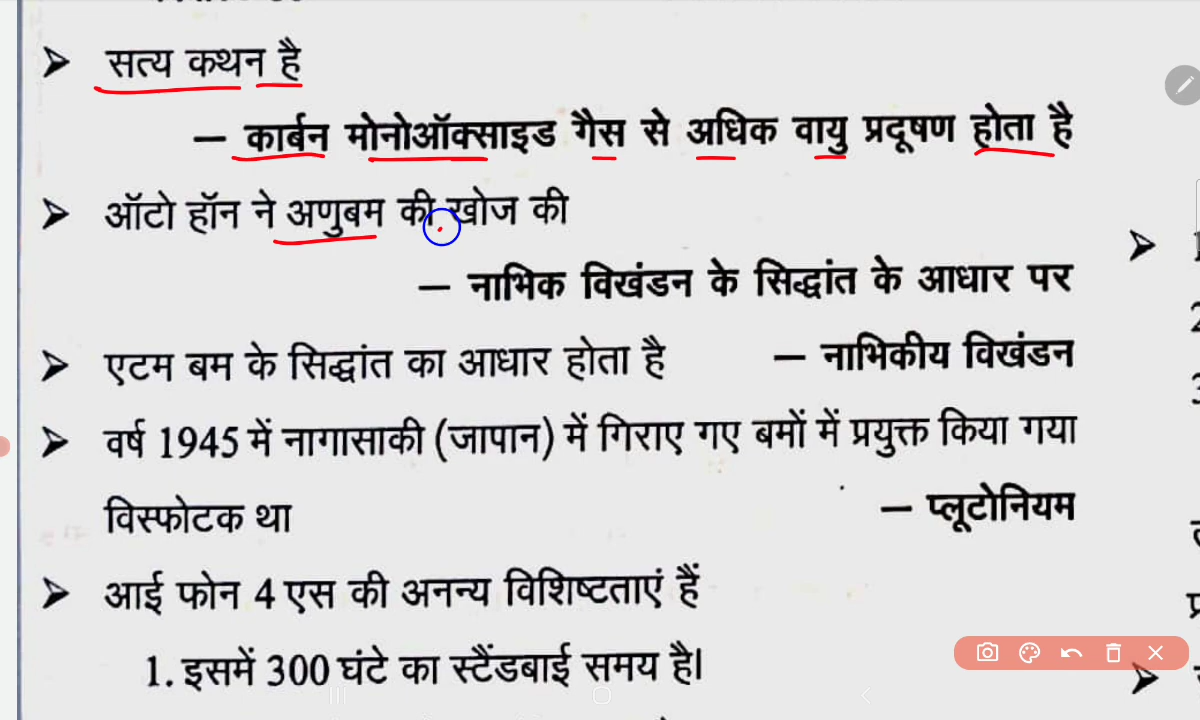 सत्य कथन है
– कार्बन मोनोऑक्साइड गैस से अधिक वायु प्रदूषण होता है
ऑटो हॉन ने अणुबम की खोज की
– नाभिक विखंडन के सिद्धांत के आधार पर
एटम बम के सिद्धांत का आधार होता है – नाभिकीय विखंडन
वर्ष 1945 में नागासाकी (जापान) में गिराए गए बमों में प्रयुक्त किया गया
विस्फोटक था – प्लूटोनियम
आई फोन 4 एस की अनन्य विशिष्टताएं हैं
1. इसमें 300 घंटे का स्टैंडबाई समय है।